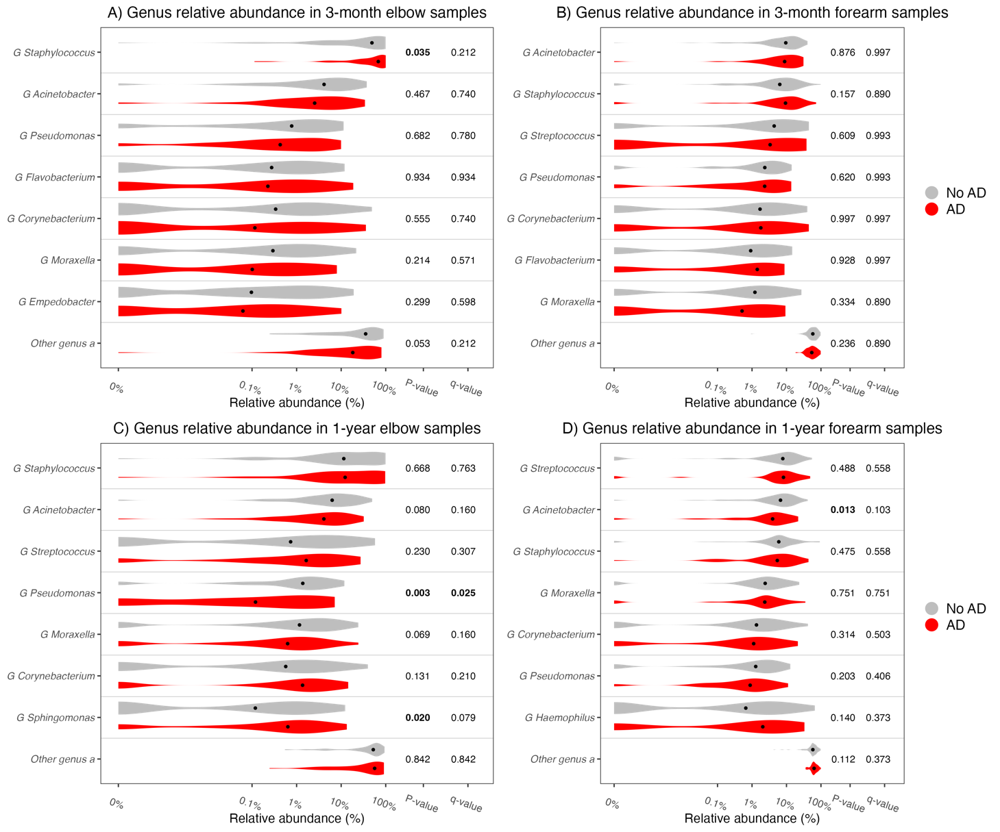 A) Genus relative abundance in 3-month elbow samples
G Staphylococcus 0.035 0.212
G Acinetobacter 0.467 0.740
G Pseudomonas 0.682 0.780
G Flavobacterium 0.934 0.934
G Corynebacterium 0.555 0.740
G Moraxella 0.214 0.571
G Empedobacter 0.299 0.598
Other genus a 0.053 0.212
0% 0.1% 1% 10% 100% P-value q-value
Relative abundance (%)
B) Genus relative abundance in 3-month forearm samples
G Acinetobacter 0.876 0.997
G Staphylococcus 0.157 0.890
G Streptococcus 0.609 0.993
G Pseudomonas 0.620 0.993
G Corynebacterium 0.997 0.997
G Flavobacterium 0.928 0.997
G Moraxella 0.334 0.890
Other genus a 0.236 0.890
0% 0.1% 1% 10% 100% P-value q-value
Relative abundance (%)
No AD
AD
C) Genus relative abundance in 1-year elbow samples
G Staphylococcus 0.668 0.763
G Acinetobacter 0.080 0.160
G Streptococcus 0.230 0.307
G Pseudomonas 0.003 0.025
G Moraxella 0.069 0.160
G Corynebacterium 0.131 0.210
G Sphingomonas 0.020 0.079
Other genus a 0.842 0.842
0% 0.1% 1% 10% 100% P-value q-value
Relative abundance (%)
D) Genus relative abundance in 1-year forearm samples
G Streptococcus 0.488 0.558
G Acinetobacter 0.013 0.103
G Staphylococcus 0.475 0.558
G Moraxella 0.751 0.751
G Corynebacterium 0.314 0.503
G Pseudomonas 0.203 0.406
G Haemophilus 0.140 0.373
Other genus a 0.112 0.373
0% 0.1% 1% 10% 100% P-value q-value
Relative abundance (%)
No AD
AD